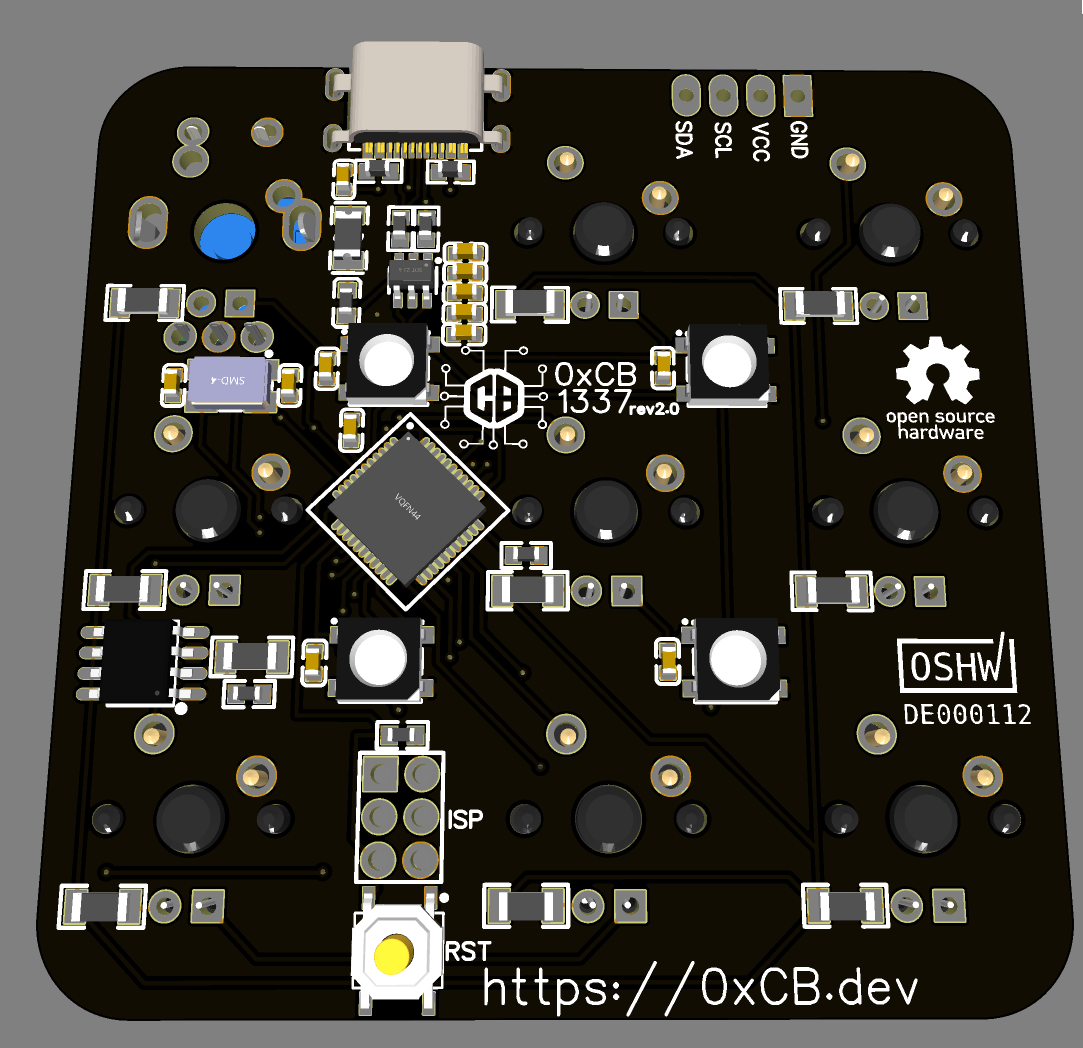 SDA
SCL
VCC
GND
SMD-4
0xCB
1337rev2.0
open source
hardware
VQFN44
OSHW
DE000112
ISP
RST
https://0xCB.dev